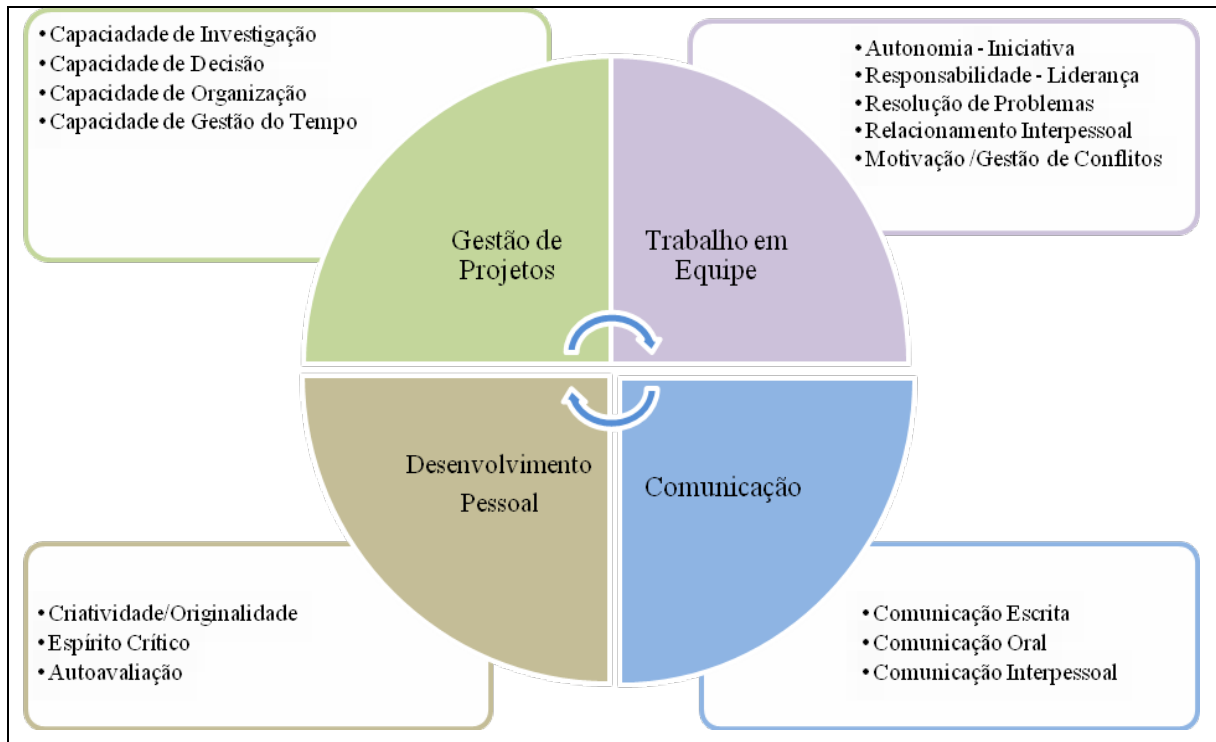 • Capaciadade de Investigação
• Capacidade de Decisão
• Capacidade de Organização
• Capacidade de Gestão do Tempo
• Autonomia - Iniciativa
• Responsabilidade - Liderança
• Resolução de Problemas
• Relacionamento Interpessoal
• Motivação /Gestão de Conflitos
Gestão de
Projetos
Trabalho em
Equipe
Desenvolvimento
Pessoal
Comunicação
• Criatividade/Originalidade
• Espírito Crítico
• Autoavaliação
• Comunicação Escrita
• Comunicação Oral
• Comunicação Interpessoal